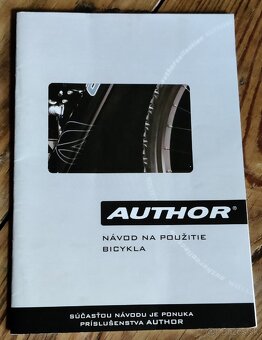 AUTHOR®
NÁVOD NA POUŽITIE
BICYKLA
SÚČASŤOU NÁVODU JE PONUKA
PRÍSLUŠENSTVA AUTHOR